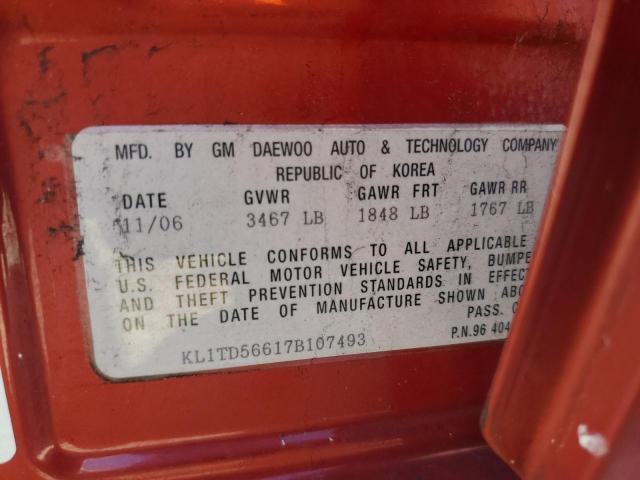 MFD. BY GM DAEWOO AUTO & TECHNOLOGY COMPANY
REPUBLIC OF KOREA
DATE GVWR GAWR FRT GAWR RR
11/06 3467 LB 1848 LB 1767 LB
THIS VEHICLE CONFORMS TO ALL APPLICABLE
U.S. FEDERAL MOTOR VEHICLE SAFETY, BUMPE
AND THEFT PREVENTION STANDARDS IN EFFECT
ON THE DATE OF MANUFACTURE SHOWN ABO
PASS. C
KL1TD56617B107493
P.N.96 404